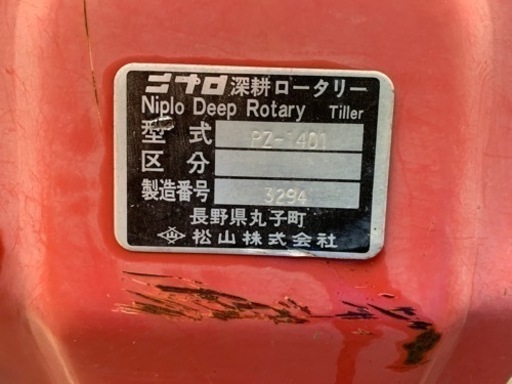 ニプロ深耕ロータリー
Niplo Deep Rotary Tiller
型式 PZ-1401
区分
製造番号 3294
長野県丸子町
松山株式会社